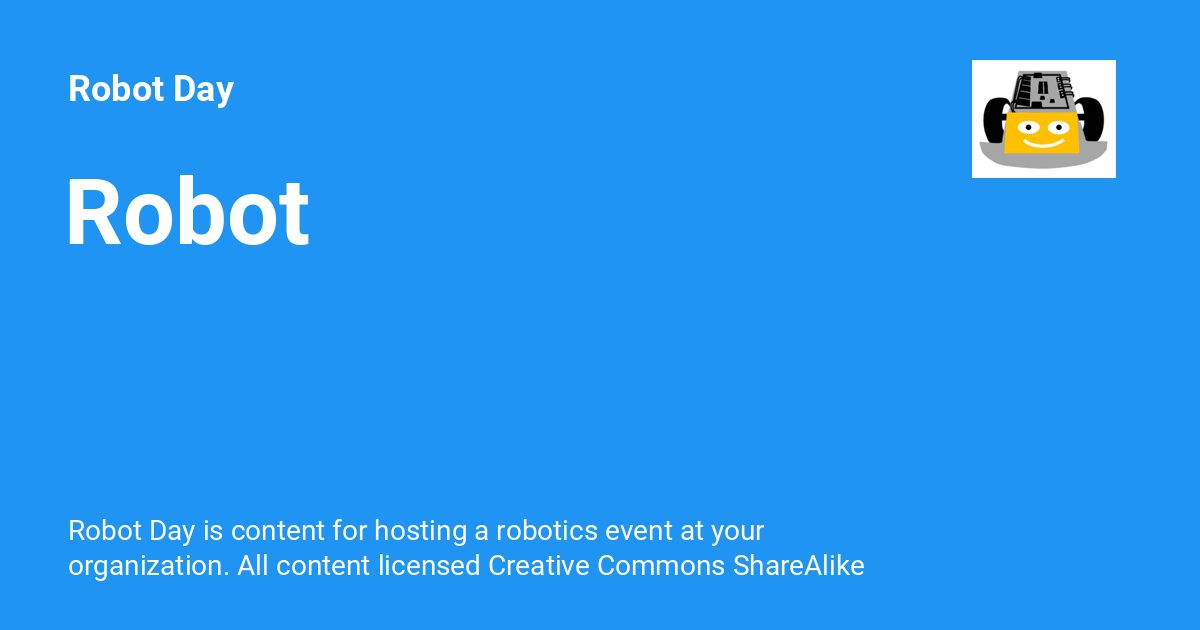 Robot Day
Robot
Robot Day is content for hosting a robotics event at your
organization. All content licensed Creative Commons ShareAlike